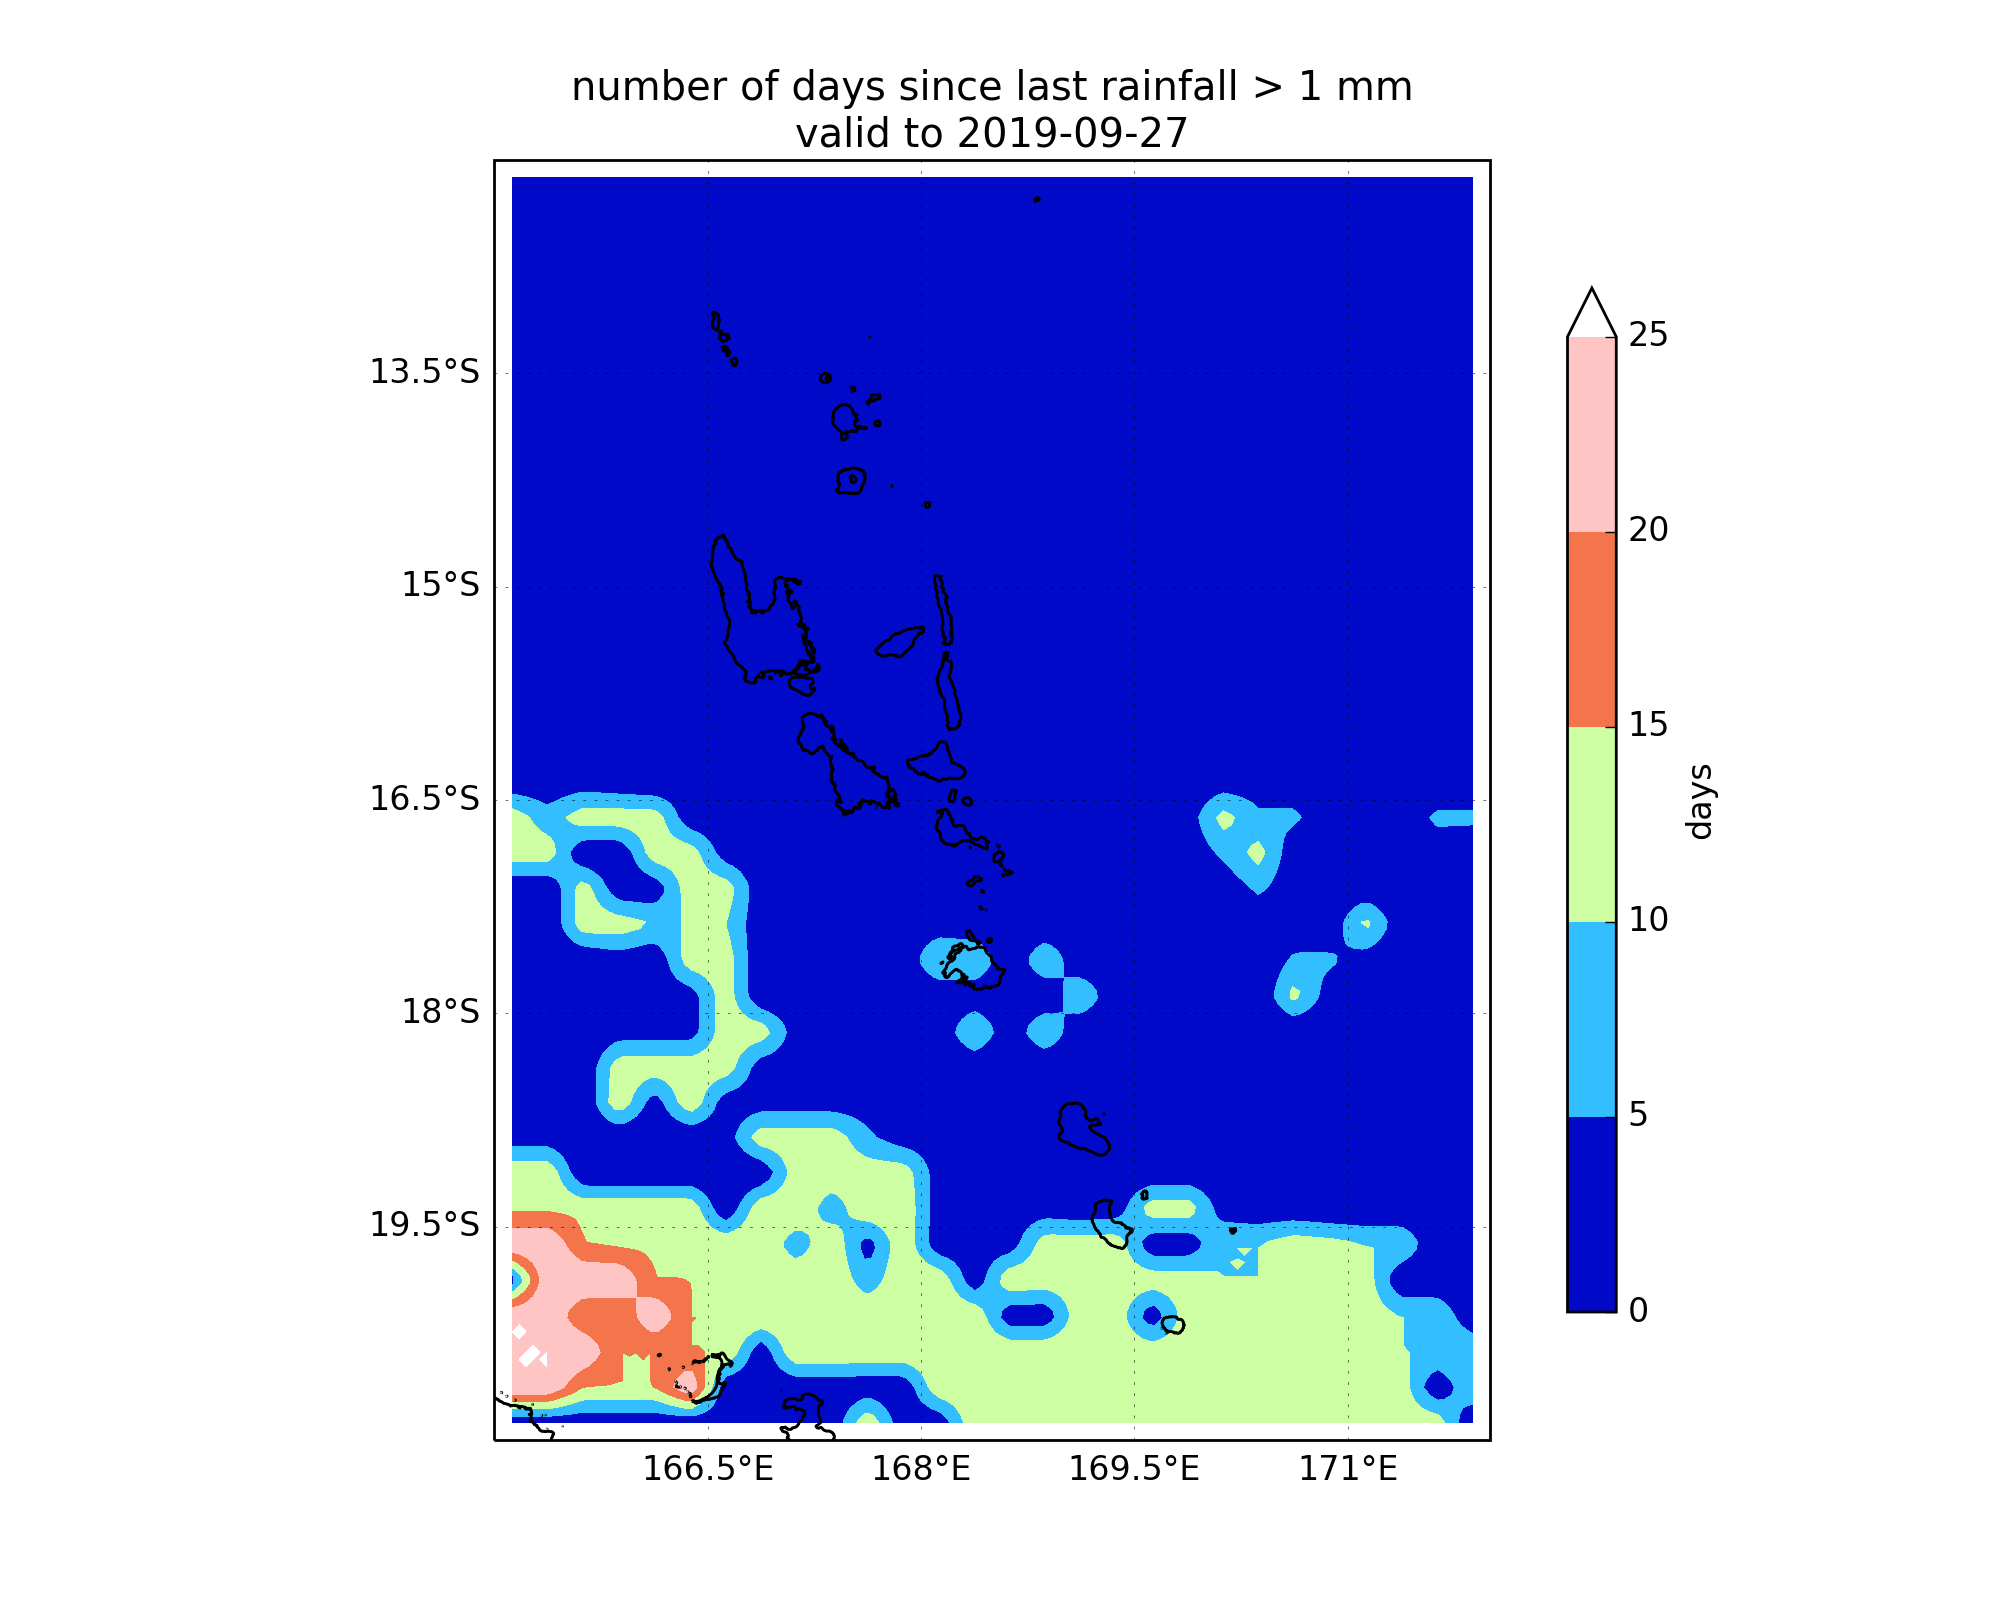 number of days since last rainfall > 1 mm
valid to 2019-09-27
13.5°S
15°S
16.5°S
18°S
19.5°S
166.5°E
168°E
169.5°E
171°E
25
20
15
10
5
0
days